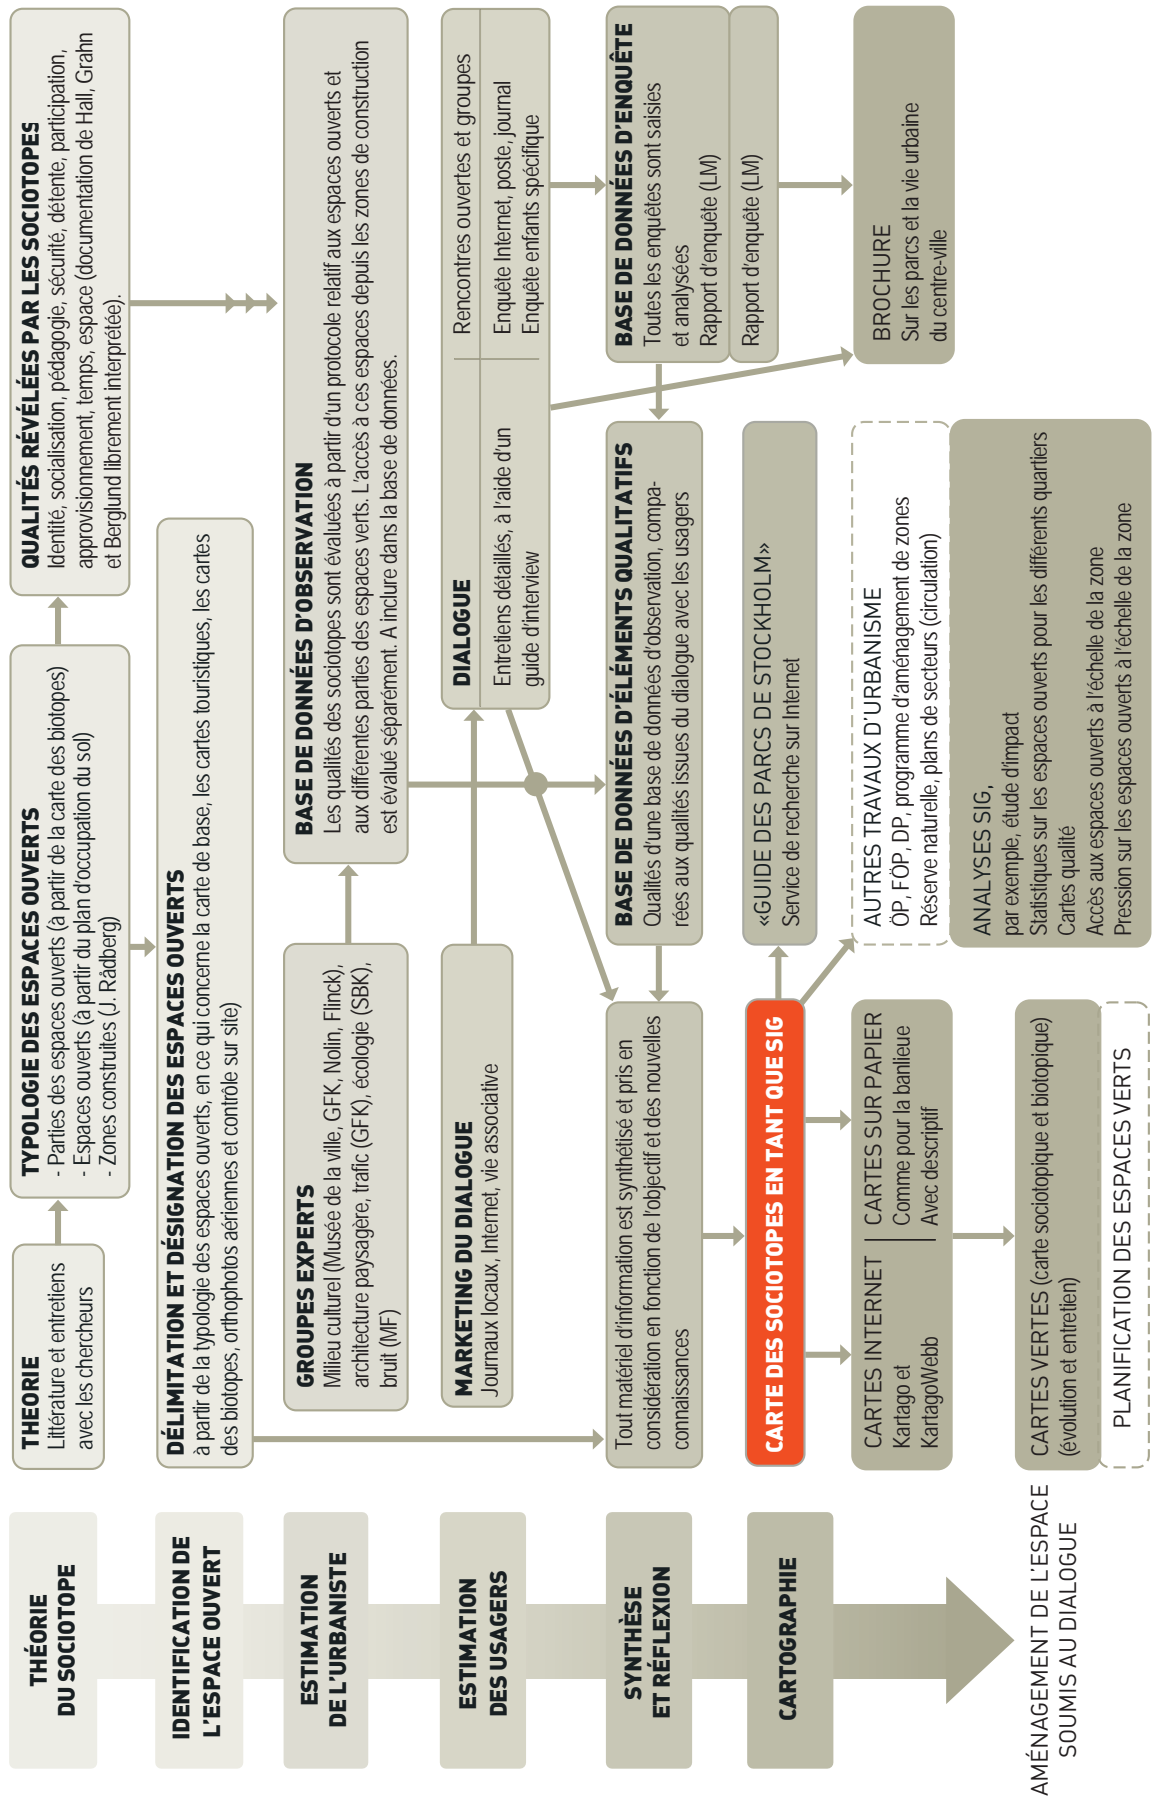 THÉORIE
DU SOCIOTOPE
THEORIE
Littérature et entretiens
avec les chercheurs
TYPOLOGIE DES ESPACES OUVERTS
- Parties des espaces ouverts (à partir de la carte des biotopes)
- Espaces ouverts (à partir du plan d'occupation du sol)
- Zones construites (J. Rådberg)
QUALITÉS RÉVÉLÉES PAR LES SOCIOTOPES
Identité, socialisation, pédagogie, sécurité, détente, participation,
approvisionnement, temps, espace (documentation de Hall, Grahn
et Berglund librement interprétée).
IDENTIFICATION DE
L'ESPACE OUVERT
DÉLIMITATION ET DÉSIGNATION DES ESPACES OUVERTS
à partir de la typologie des espaces ouverts, en ce qui concerne la carte de base, les cartes touristiques, les cartes
des biotopes, orthophotos aériennes et contrôle sur site)
ESTIMATION
DE L'URBANISTE
GROUPES EXPERTS
Milieu culturel (Musée de la ville, GFK, Nolin, Flinck),
architecture paysagère, trafic (GFK), écologie (SBK),
bruit (MF)
BASE DE DONNÉES D'OBSERVATION
Les qualités des sociotopes sont évaluées à partir d'un protocole relatif aux espaces ouverts et
aux différentes parties des espaces verts. L'accès à ces espaces depuis les zones de construction
est évalué séparément. A inclure dans la base de données.
ESTIMATION
DES USAGERS
MARKETING DU DIALOGUE
Journaux locaux, Internet, vie associative
DIALOGUE
Entretiens détaillés, à l'aide d'un
guide d'interview
Rencontres ouvertes et groupes
Enquête Internet, poste, journal
Enquête enfants spécifique
SYNTHÈSE
ET RÉFLEXION
Tout matériel d'information est synthétisé et pris en
considération en fonction de l'objectif et des nouvelles
connaissances
BASE DE DONNÉES D'ÉLÉMENTS QUALITATIFS
Qualités d'une base de données d'observation, compa-
rées aux qualités issues du dialogue avec les usagers
BASE DE DONNÉES D'ENQUÊTE
Toutes les enquêtes sont saisies
et analysées
Rapport d'enquête (LM)
Rapport d'enquête (LM)
CARTOGRAPHIE
CARTE DES SOCIOTOPES EN TANT QUE SIG
«GUIDE DES PARCS DE STOCKHOLM»
Service de recherche sur Internet
CARTES INTERNET
Kartago et
KartagoWebb
CARTES SUR PAPIER
Comme pour la banlieue
Avec descriptif
AUTRES TRAVAUX D'URBANISME
ÖP, FÖP, DP, programme d'aménagement de zones
Réserve naturelle, plans de secteurs (circulation)
BROCHURE
Sur les parcs et la vie urbaine
du centre-ville
ANALYSES SIG,
par exemple, étude d'impact
Statistiques sur les espaces ouverts pour les différents quartiers
Cartes qualité
Accès aux espaces ouverts à l'échelle de la zone
Pression sur les espaces ouverts à l'échelle de la zone
AMÉNAGEMENT DE L'ESPACE
SOUMIS AU DIALOGUE
CARTES VERTES (carte sociotopique et biotopique)
(évolution et entretien)
PLANIFICATION DES ESPACES VERTS